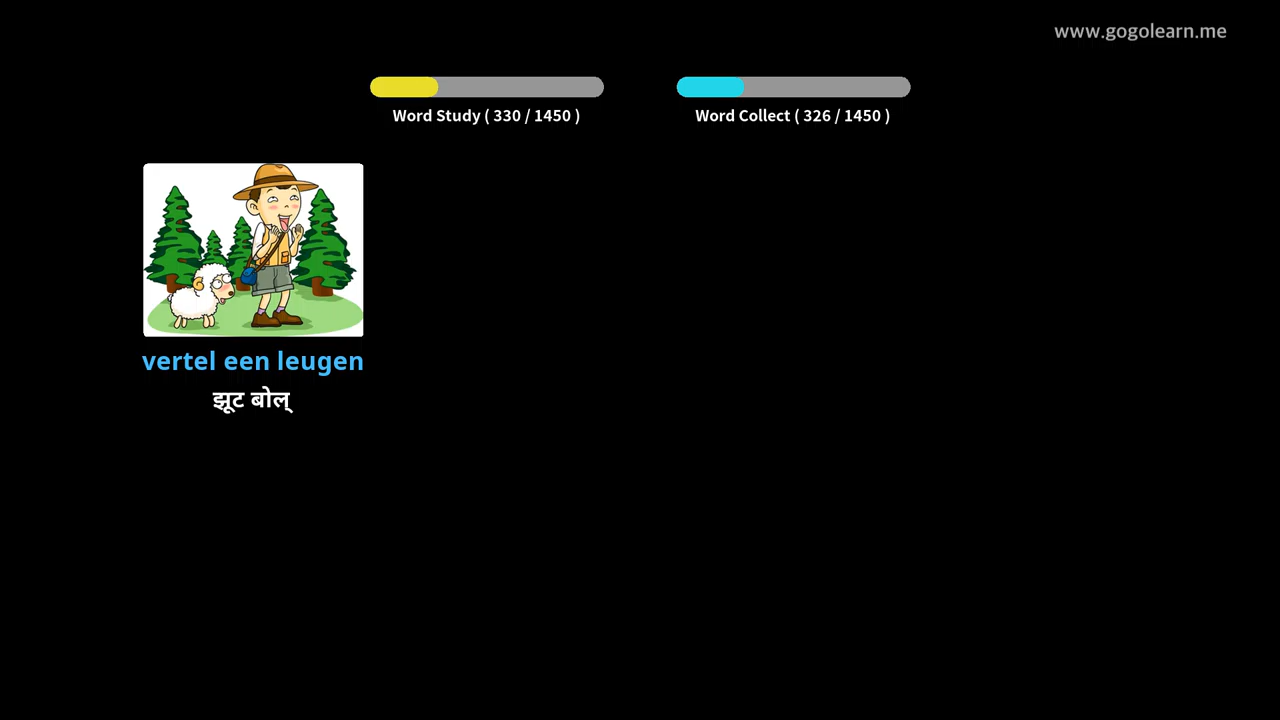 www.gogolearn.me
Word Study ( 330 / 1450 )
Word Collect ( 326 / 1450 )
vertel een leugen
झूट बोल्